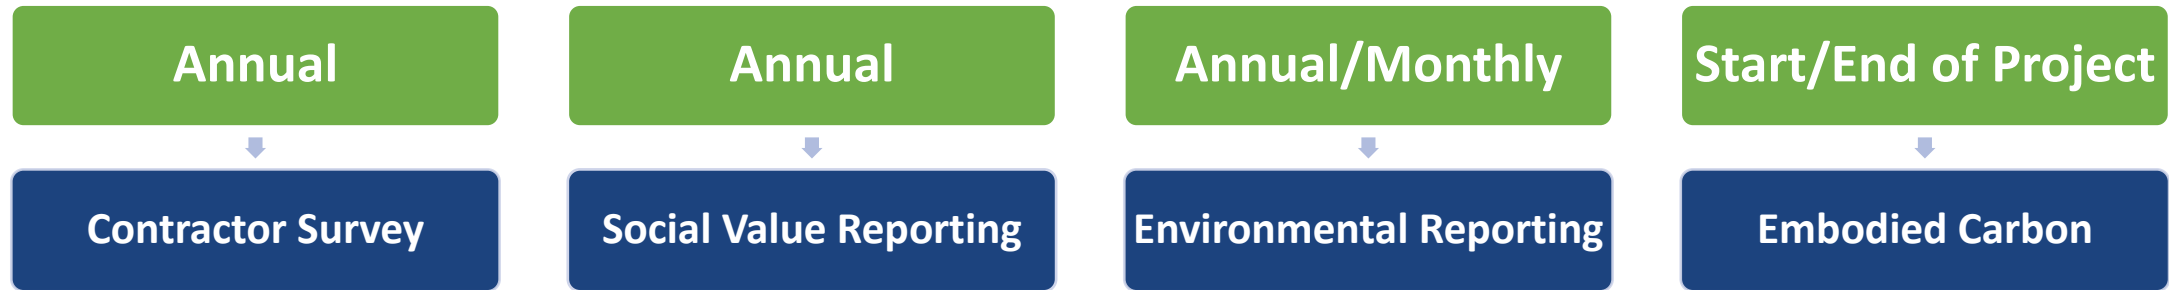 Annual
Contractor Survey
Annual
Social Value Reporting
Annual/Monthly
Environmental Reporting
Start/End of Project
Embodied Carbon